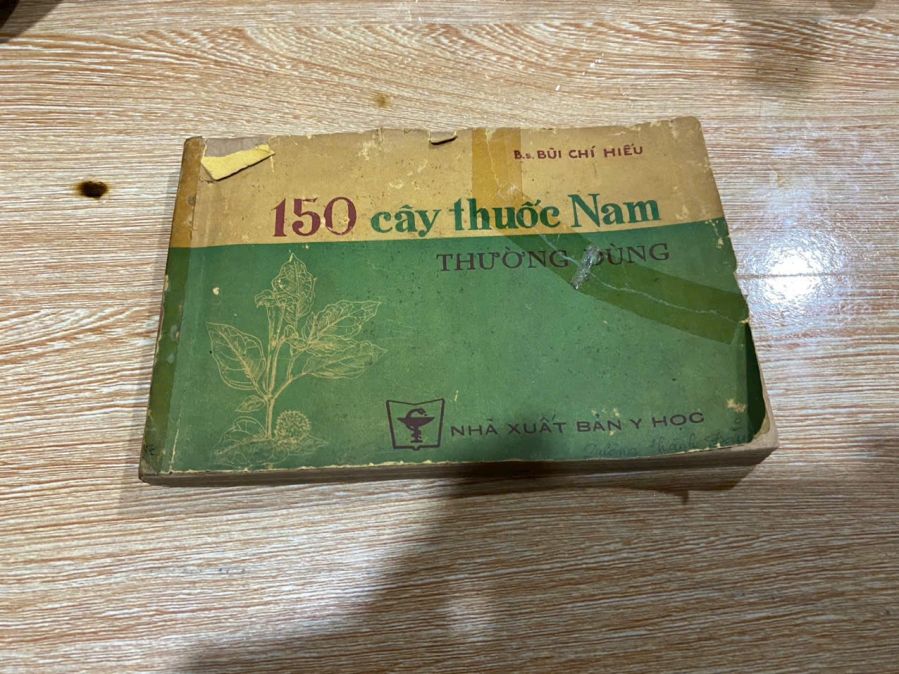 B.s. BÙI CHÍ HIẾU
150 cây thuốc Nam
THƯỜNG DÙNG
NHÀ XUẤT BẢN Y HỌC